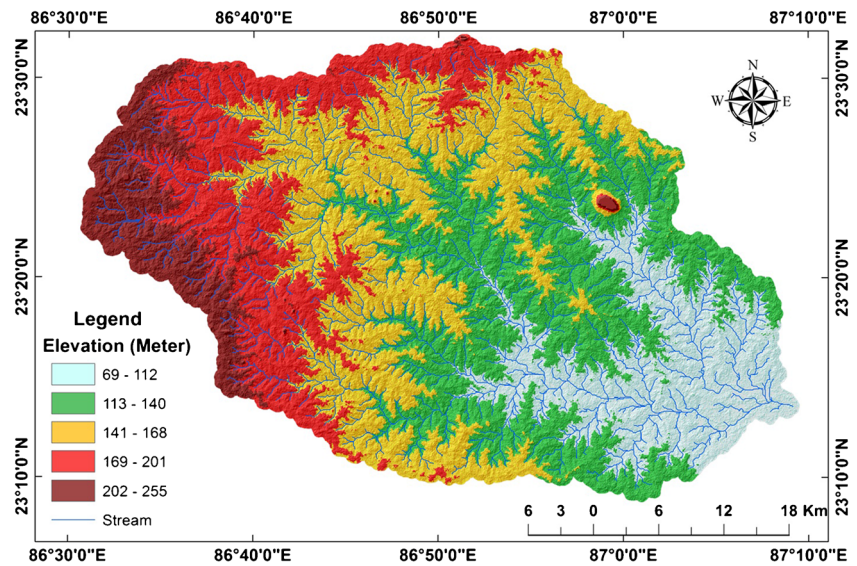 86°30'0"E 86°40'0"E 86°50'0"E 87°0'0"E 87°10'0"E
23°30'0"N 23°30'0"N
N
W E
S
23°20'0"N 23°20'0"N
Legend
Elevation (Meter)
69 - 112
113 - 140
141 - 168
169 - 201
202 - 255
Stream
23°10'0"N 23°10'0"N
6 3 0 6 12 18 Km
86°30'0"E 86°40'0"E 86°50'0"E 87°0'0"E 87°10'0"E